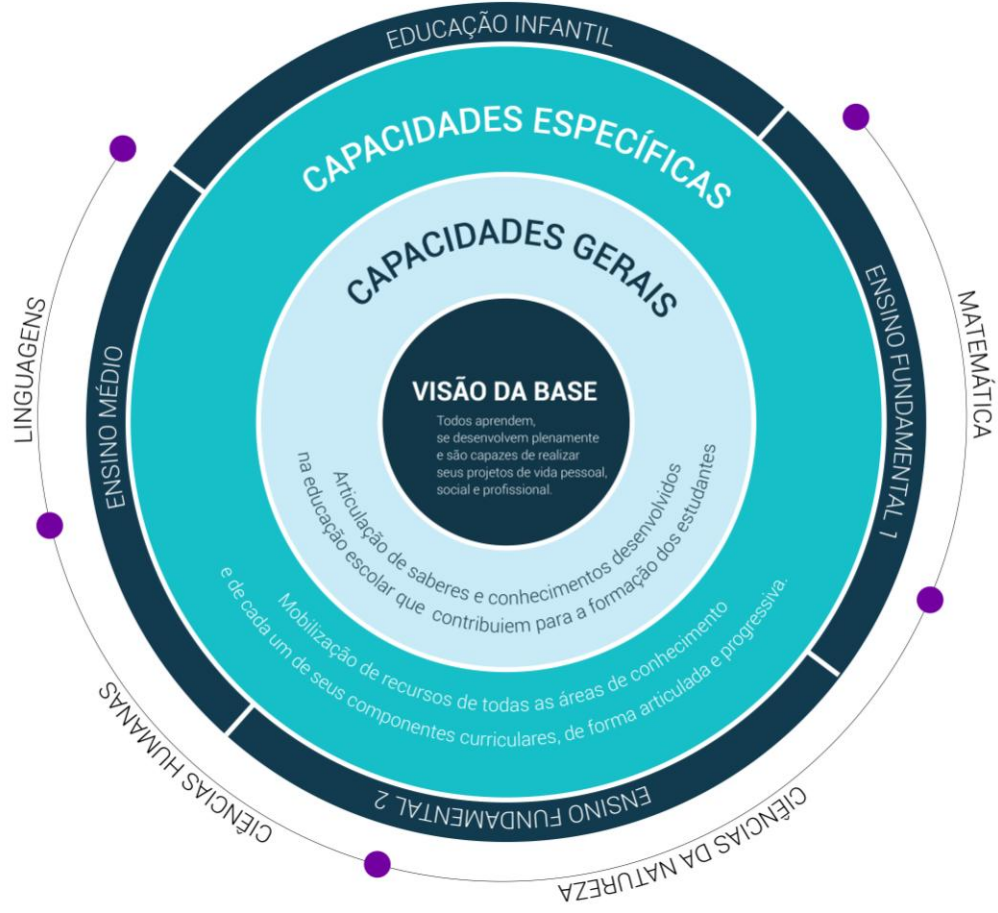 EDUCAÇÃO INFANTIL
CAPACIDADES ESPECÍFICAS
CAPACIDADES GERAIS
VISÃO DA BASE
Todos aprendem,
se desenvolvem plenamente
e são capazes de realizar
seus projetos de vida pessoal,
social e profissional.
Articulação de saberes e conhecimentos desenvolvidos
na educação escolar que contribuiem para a formação dos estudantes
Mobilização de recursos de todas as áreas de conhecimento
e de cada um de seus componentes curriculares, de forma articulada e progressiva.
ENSINO FUNDAMENTAL 1
ENSINO FUNDAMENTAL 2
ENSINO MÉDIO
MATEMÁTICA
CIÊNCIAS DA NATUREZA
CIÊNCIAS HUMANAS
LINGUAGENS